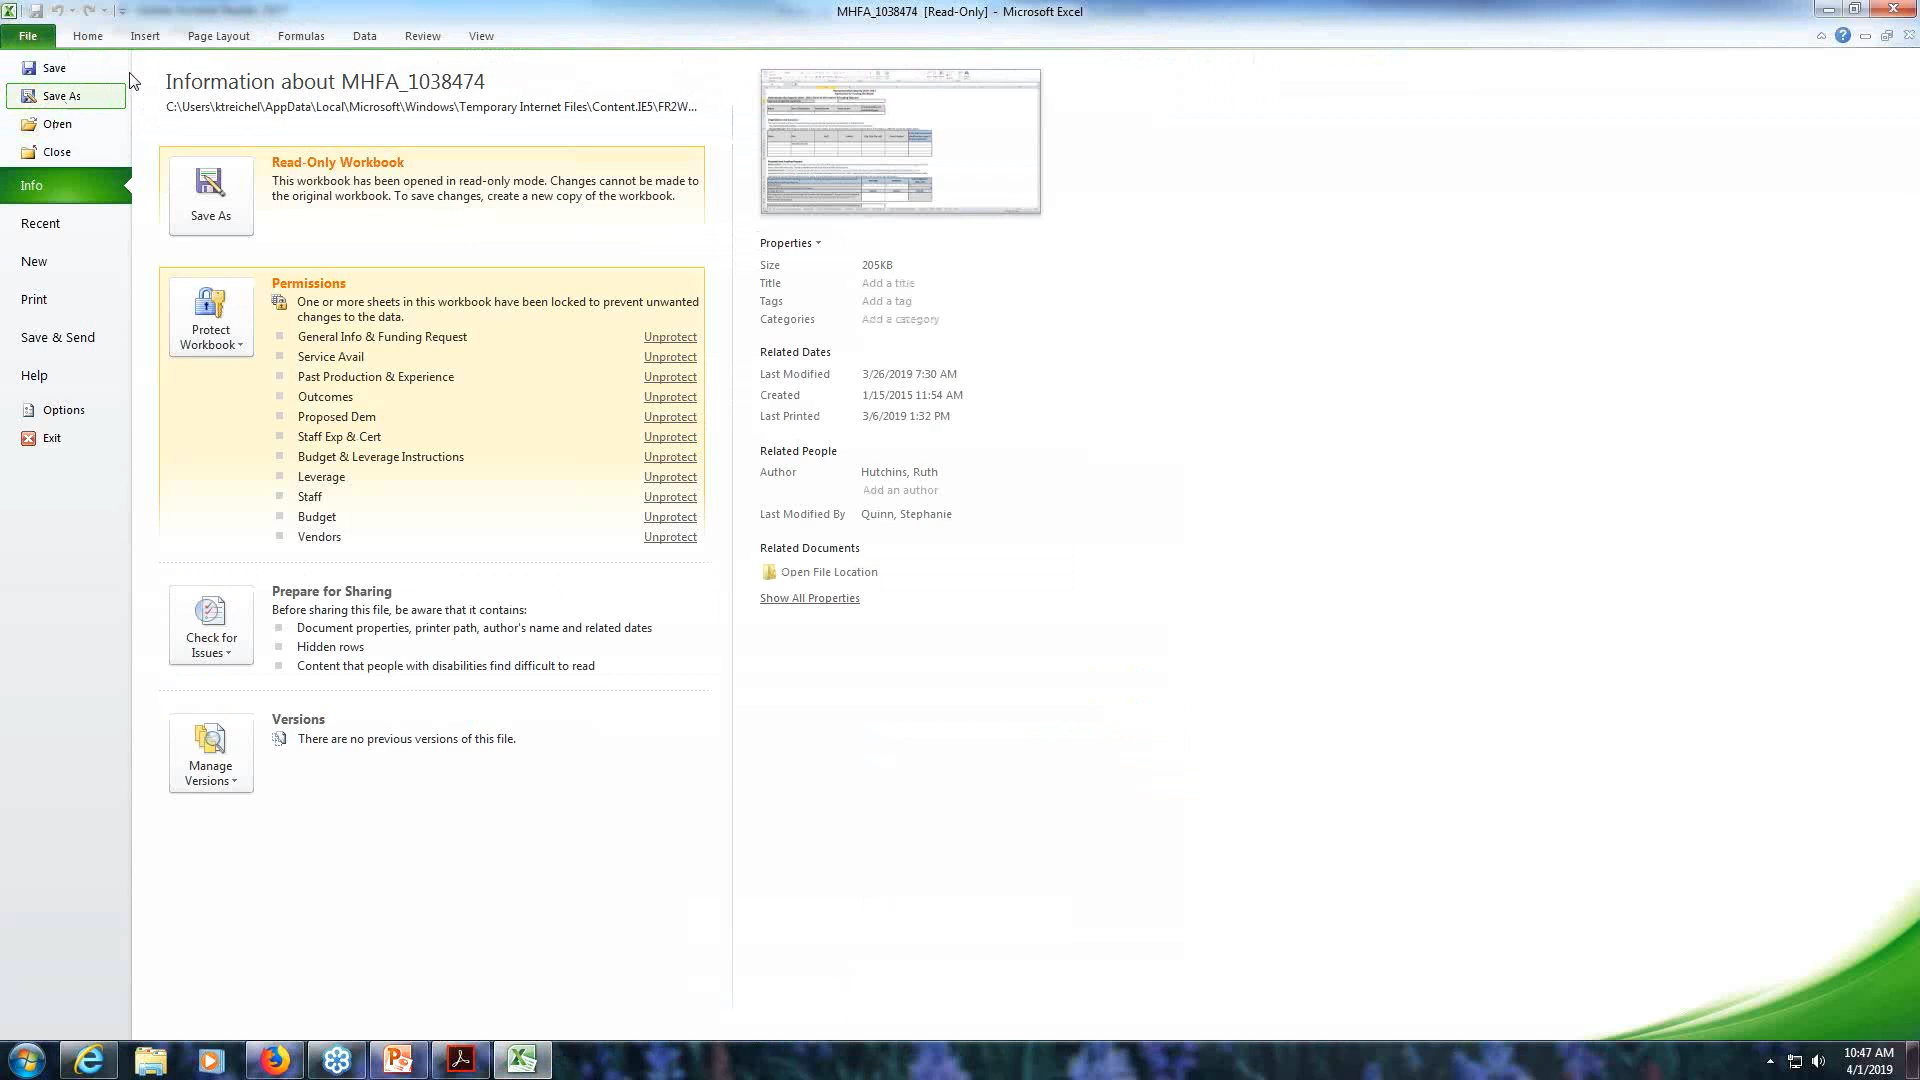 MHFA_1038474 [Read-Only] - Microsoft Excel
File Home Insert Page Layout Formulas Data Review View
Save
Save As
Open
Close
Info
Recent
New
Print
Save & Send
Help
Options
Exit
Information about MHFA_1038474
C:\Users\ktreichel\AppData\Local\Microsoft\Windows\Temporary Internet Files\Content.IE5\FR2W...
Save As
Read-Only Workbook
This workbook has been opened in read-only mode. Changes cannot be made to
the original workbook. To save changes, create a new copy of the workbook.
Protect
Workbook
Permissions
One or more sheets in this workbook have been locked to prevent unwanted
changes to the data.
General Info & Funding Request Unprotect
Service Avail Unprotect
Past Production & Experience Unprotect
Outcomes Unprotect
Proposed Dem Unprotect
Staff Exp & Cert Unprotect
Budget & Leverage Instructions Unprotect
Leverage Unprotect
Staff Unprotect
Budget Unprotect
Vendors Unprotect
Check for
Issues
Prepare for Sharing
Before sharing this file, be aware that it contains:
Document properties, printer path, author's name and related dates
Hidden rows
Content that people with disabilities find difficult to read
Manage
Versions
Versions
There are no previous versions of this file.
Properties
Size 205KB
Title Add a title
Tags Add a tag
Categories Add a category
Related Dates
Last Modified 3/26/2019 7:30 AM
Created 1/15/2015 11:54 AM
Last Printed 3/6/2019 1:32 PM
Related People
Author Hutchins, Ruth
Add an author
Last Modified By Quinn, Stephanie
Related Documents
Open File Location
Show All Properties
10:47 AM
4/1/2019